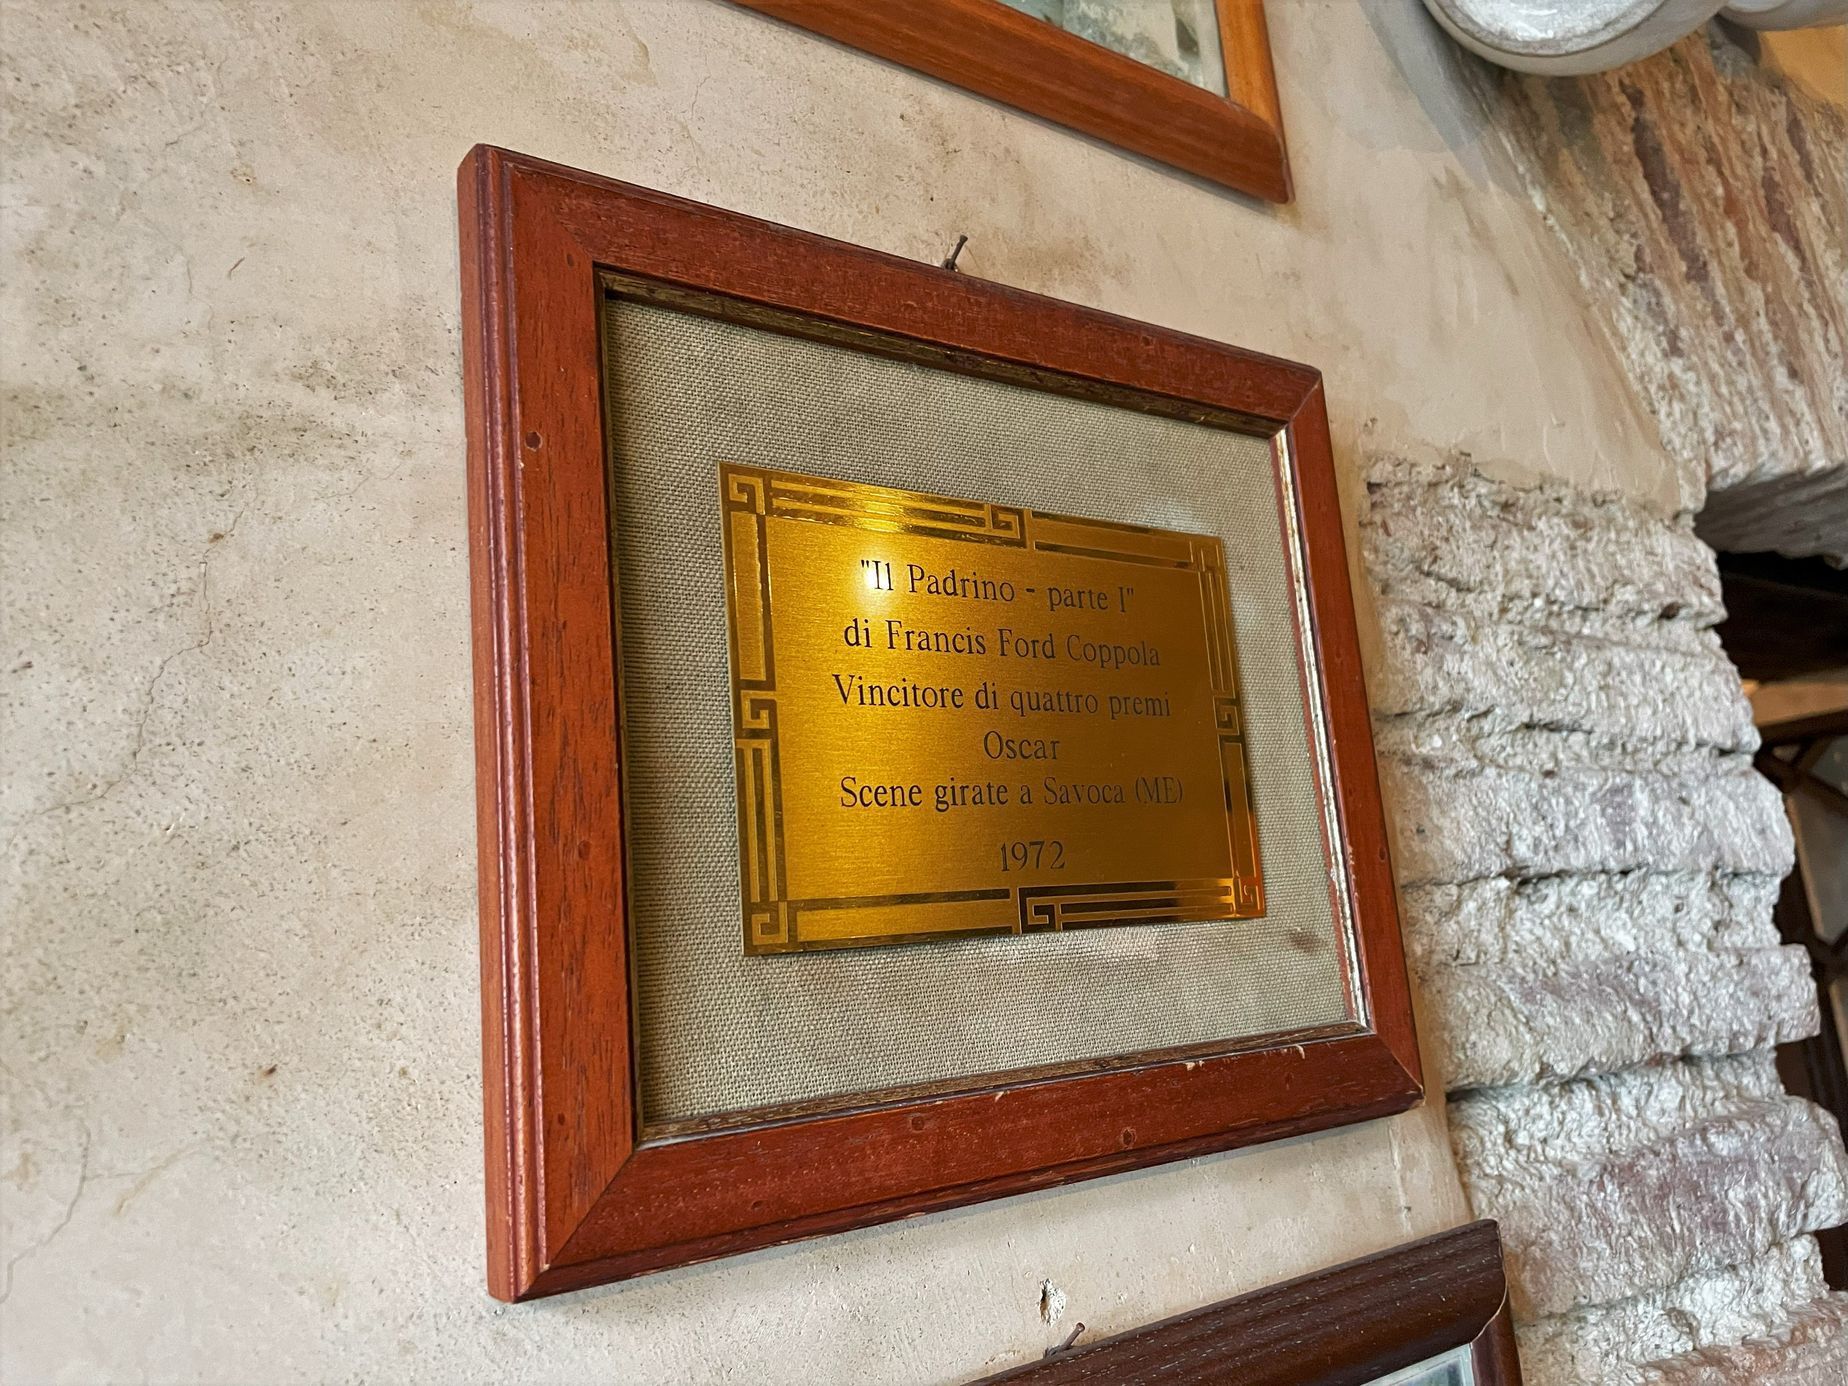 "Il Padrino - parte I"
di Francis Ford Coppola
Vincitore di quattro premi
Oscar
Scene girate a Savoca (ME)
1972